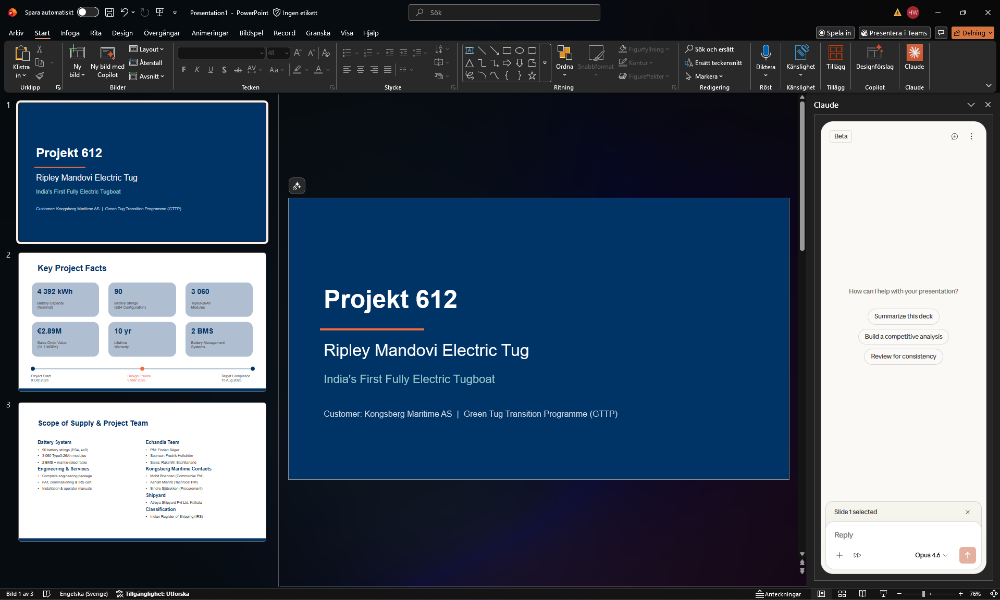 Spara automatiskt
Presentation1 - PowerPoint
Ingen etikett
Sök
HW
Arkiv
Start
Infoga
Rita
Design
Övergångar
Animeringar
Bildspel
Record
Granska
Visa
Hjälp
Spela in
Presentera i Teams
Delning
Klistra
in
Urklipp
Ny
bild
Ny bild med
Copilot
Layout
Återställ
Avsnitt
Bilder
48
F K U S ab AV Aa A
Tecken
Stycke
Ordna
Snabbformat
Figurfyllning
Kontur
Figureffekter
Ritning
Sök och ersätt
Ersätt teckensnitt
Markera
Redigering
Diktera
Röst
Känslighet
Känslighet
Tillägg
Tillägg
Designförslag
Copilot
Claude
Claude
1
Projekt 612
Ripley Mandovi Electric Tug
India's First Fully Electric Tugboat
Customer: Kongsberg Maritime AS | Green Tug Transition Programme (GTTP)
2
Key Project Facts
4 392 kWh
Battery Capacity
(Nominal)
90
Battery Strings
(ES4 Configuration)
3 060
Type3-26Ah
Modules
€2.89M
Sales Order Value
(31.7 MSEK)
10 yr
Lifetime
Warranty
2 BMS
Battery Management
Systems
Project Start
9 Oct 2025
Design Freeze
9 Mar 2026
Target Completion
15 Aug 2026
3
Scope of Supply & Project Team
Battery System
• 90 battery strings (ES4, 4×9)
• 3 060 Type3-26Ah modules
• 2 BMS + marine-rated racks
Engineering & Services
• Complete engineering package
• FAT, commissioning & IRS cert.
• Installation & operator manuals
Echandia Team
• PM: Florian Säger
• Sponsor: Fredrik Hellström
• Sales: Rakshith Sachitanand
Kongsberg Maritime Contacts
• Mohit Bhandari (Commercial PM)
• Ashish Mishra (Technical PM)
• Sindre Sjöbakken (Procurement)
Shipyard
• Atreya Shipyard Pvt Ltd, Kolkata
Classification
• Indian Register of Shipping (IRS)
Projekt 612
Ripley Mandovi Electric Tug
India's First Fully Electric Tugboat
Customer: Kongsberg Maritime AS | Green Tug Transition Programme (GTTP)
Claude
Beta
How can I help with your presentation?
Summarize this deck
Build a competitive analysis
Review for consistency
Slide 1 selected
Reply
Opus 4.6
Bild 1 av 3
Engelska (Sverige)
Tillgänglighet: Utforska
Anteckningar
76%